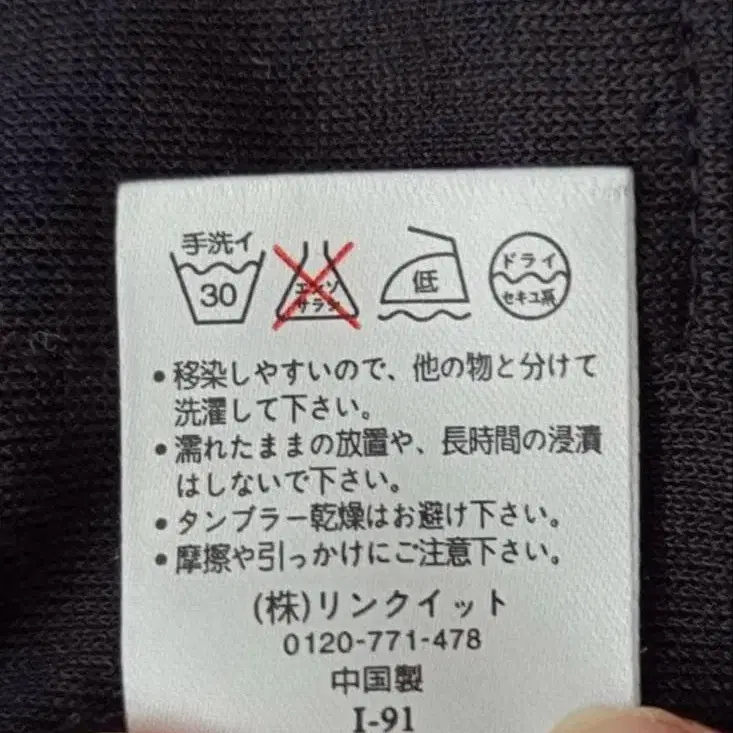 手洗イ
30
エンソ
サラシ
低
ドライ
セキユ系
•移染しやすいので、他の物と分けて
洗濯して下さい。
•濡れたままの放置や、長時間の浸漬
はしないで下さい。
•タンブラー乾燥はお避け下さい。
•摩擦や引っかけにご注意下さい。
(株)リンクイット
0120-771-478
中国製
I-91